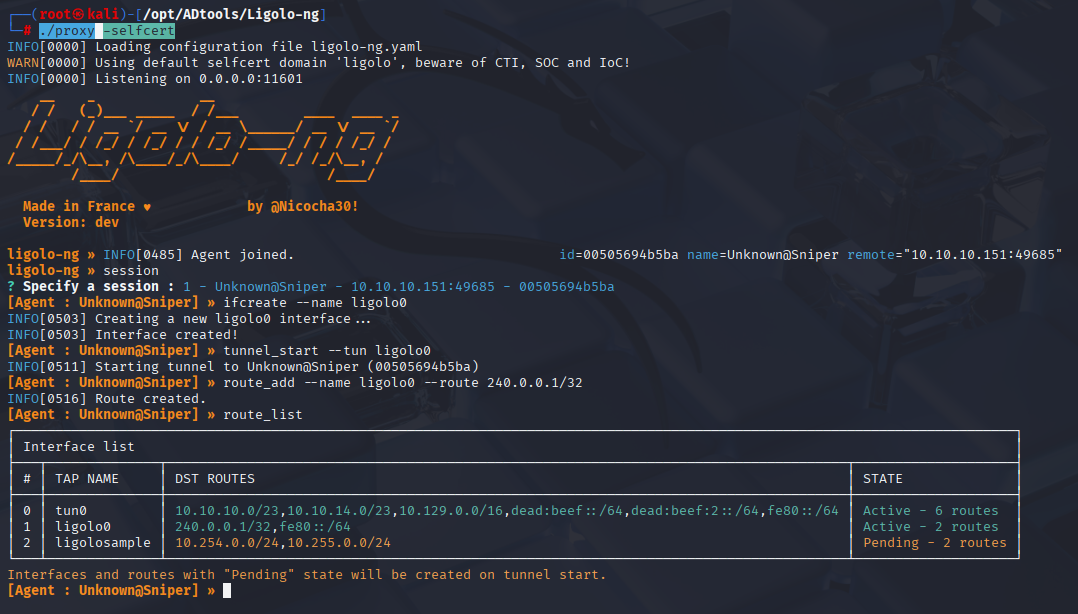 ┌──(root㉿kali)-[/opt/ADtools/Ligolo-ng]
└─# ./proxy -selfcert
INFO[0000] Loading configuration file ligolo-ng.yaml
WARN[0000] Using default selfcert domain 'ligolo', beware of CTI, SOC and IoC!
INFO[0000] Listening on 0.0.0.0:11601
Ligolo-ng
Made in France ♥ by @Nicocha30!
Version: dev
ligolo-ng » INFO[0485] Agent joined. id=00505694b5ba name=Unknown@Sniper remote="10.10.10.151:49685"
ligolo-ng » session
? Specify a session : 1 - Unknown@Sniper - 10.10.10.151:49685 - 00505694b5ba
[Agent : Unknown@Sniper] » ifcreate --name ligolo0
INFO[0503] Creating a new ligolo0 interface...
INFO[0503] Interface created!
[Agent : Unknown@Sniper] » tunnel_start --tun ligolo0
INFO[0511] Starting tunnel to Unknown@Sniper (00505694b5ba)
[Agent : Unknown@Sniper] » route_add --name ligolo0 --route 240.0.0.1/32
INFO[0516] Route created.
[Agent : Unknown@Sniper] » route_list
Interface list
# TAP NAME DST ROUTES STATE
0 tun0 10.10.10.0/23,10.10.14.0/23,10.129.0.0/16,dead:beef::/64,dead:beef:2::/64,fe80::/64 Active - 6 routes
1 ligolo0 240.0.0.1/32,fe80::/64 Active - 2 routes
2 ligolosample 10.254.0.0/24,10.255.0.0/24 Pending - 2 routes
Interfaces and routes with "Pending" state will be created on tunnel start.
[Agent : Unknown@Sniper] »